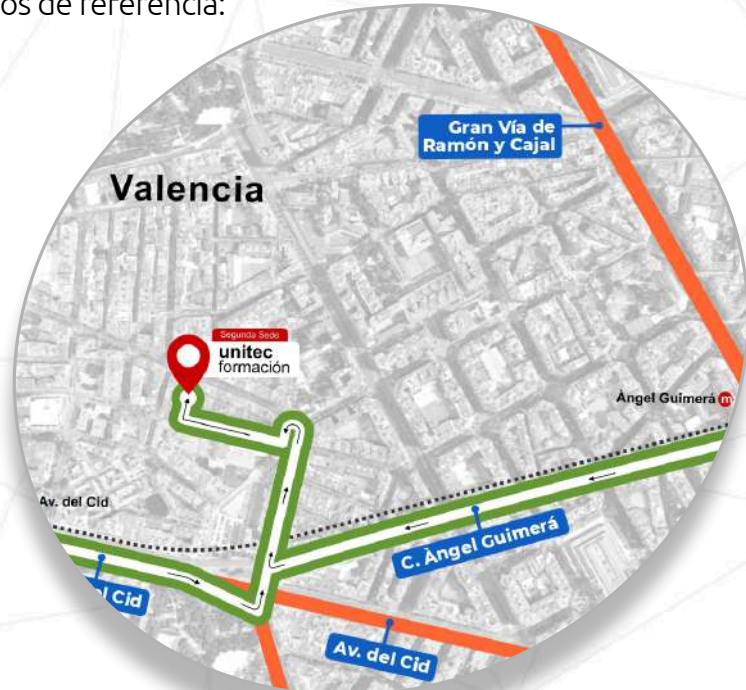 os de referencia:
Gran Vía de
Ramón y Cajal
Valencia
Segunda Sede
unitec
formación
Àngel Guimerá m
Av. del Cid
C. Àngel Guimerá
l Cid
Av. del Cid